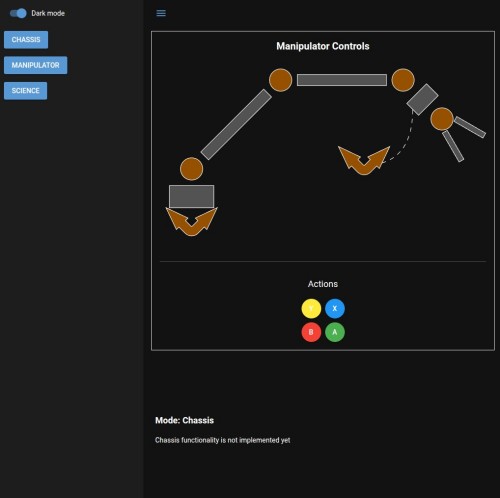 Dark mode
CHASSIS
MANIPULATOR
SCIENCE
Manipulator Controls
Actions
Y X
B A
Mode: Chassis
Chassis functionality is not implemented yet